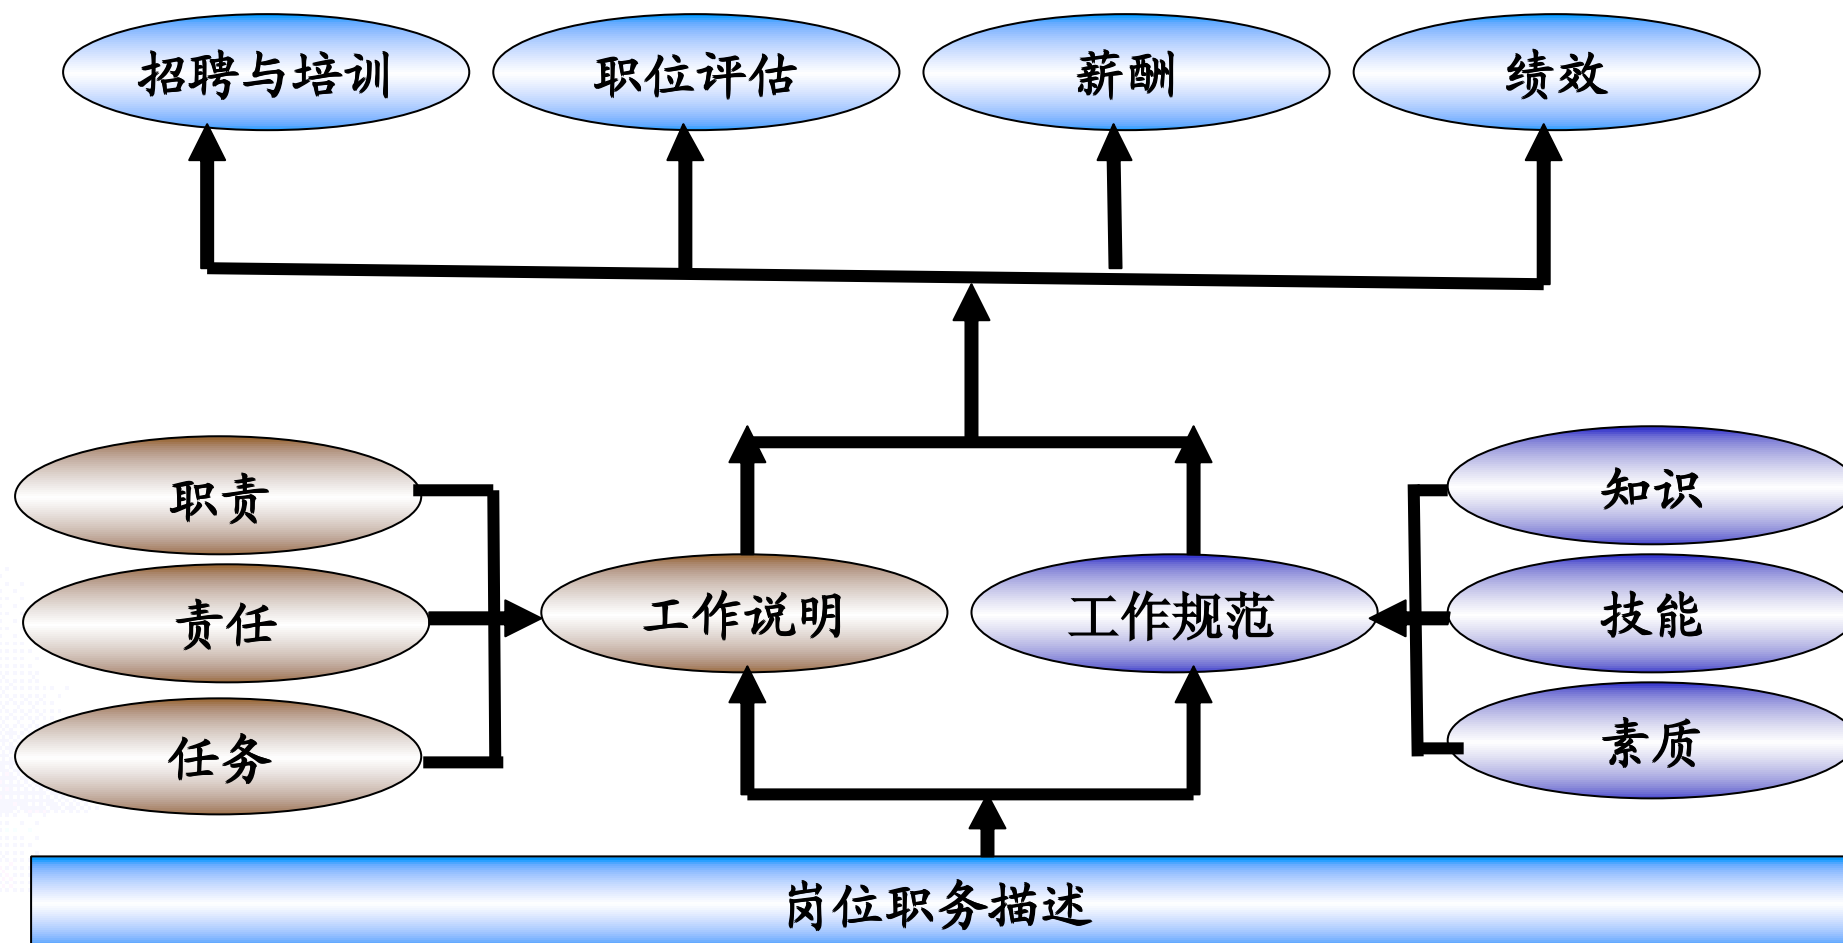 招聘与培训
职位评估
薪酬
绩效
职责
责任
任务
工作说明
工作规范
知识
技能
素质
岗位职务描述